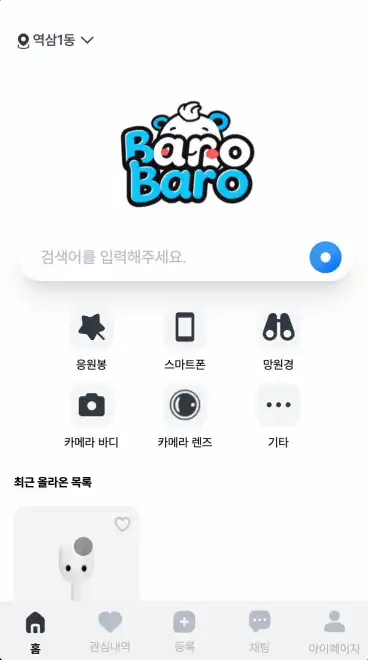 역삼1동
Baro
Baro
검색어를 입력해주세요.
응원봉 스마트폰 망원경
카메라 바디 카메라 렌즈 기타
최근 올라온 목록
홈 관심내역 등록 채팅 마이페이지